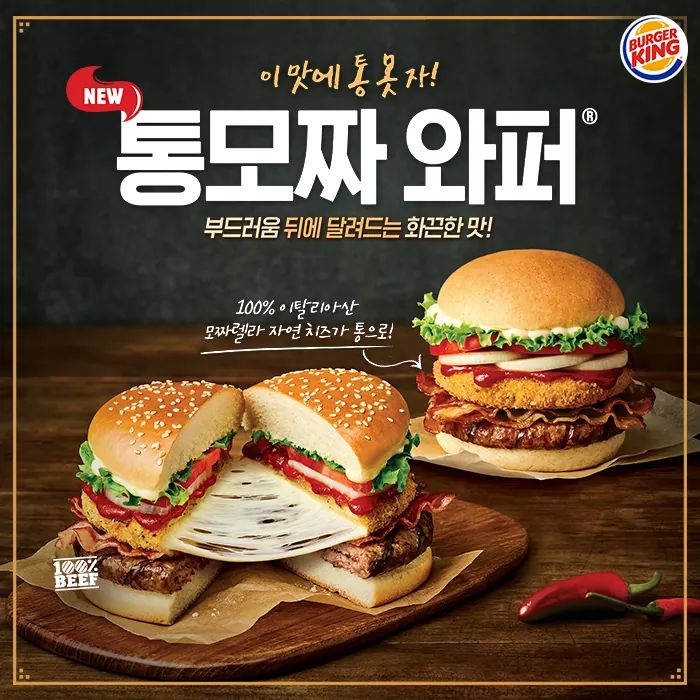 이 맛에 통 못 자!
BURGER
KING
NEW
통모짜 와퍼®
부드러움 뒤에 달려드는 화끈한 맛!
100% 이탈리아산
모짜렐라 자연 치즈가 통으로!
100%
BEEF